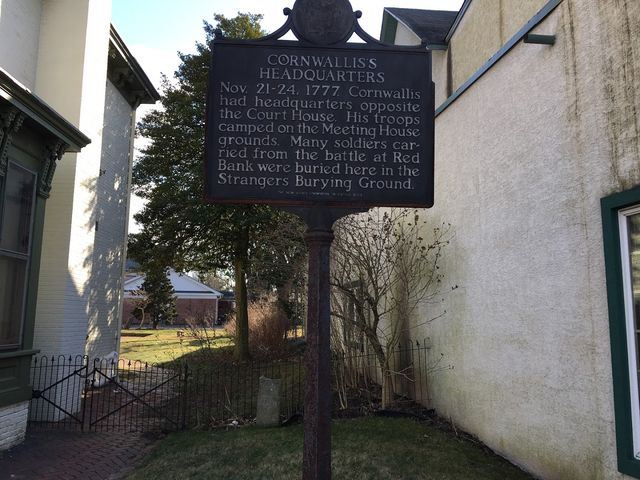 CORNWALLIS'S
HEADQUARTERS
Nov. 21-24, 1777 Cornwallis
had headquarters opposite
the Court House. His troops
camped on the Meeting House
grounds. Many soldiers car-
ried from the battle at Red
Bank were buried here in the
Strangers Burying Ground.